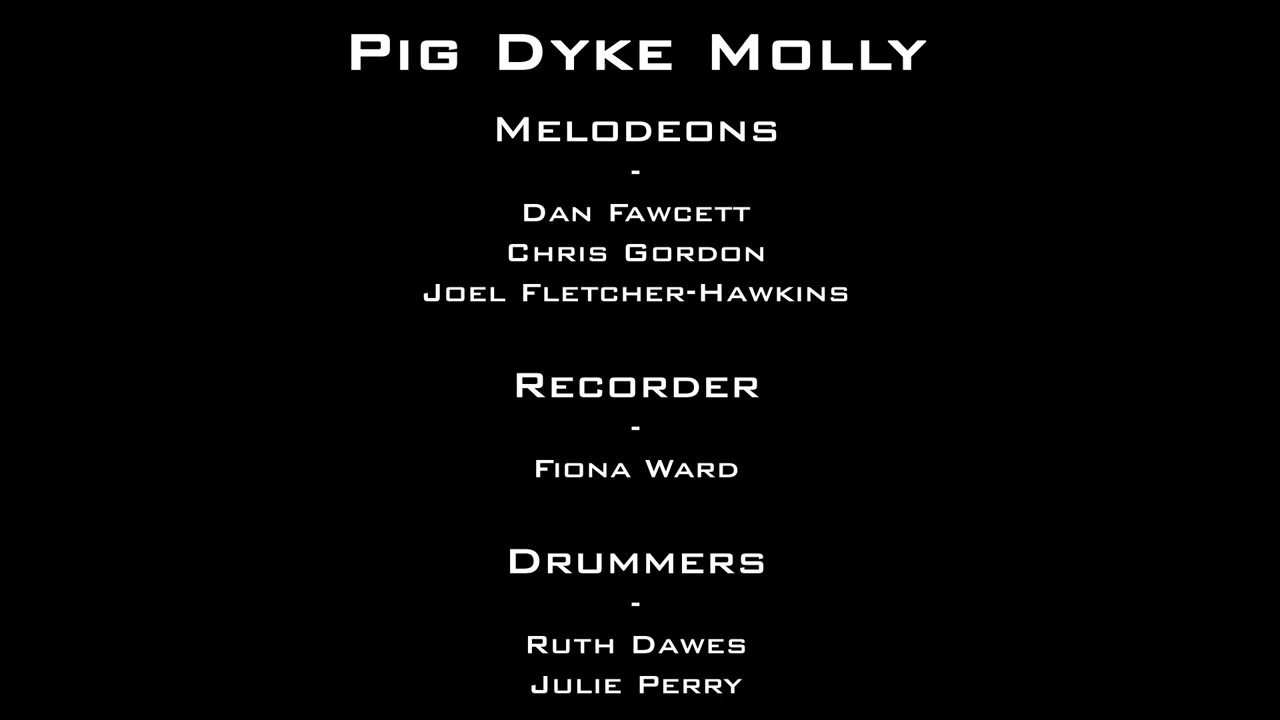 Pig Dyke Molly
Melodeons
-
Dan Fawcett
Chris Gordon
Joel Fletcher-Hawkins
Recorder
-
Fiona Ward
Drummers
-
Ruth Dawes
Julie Perry